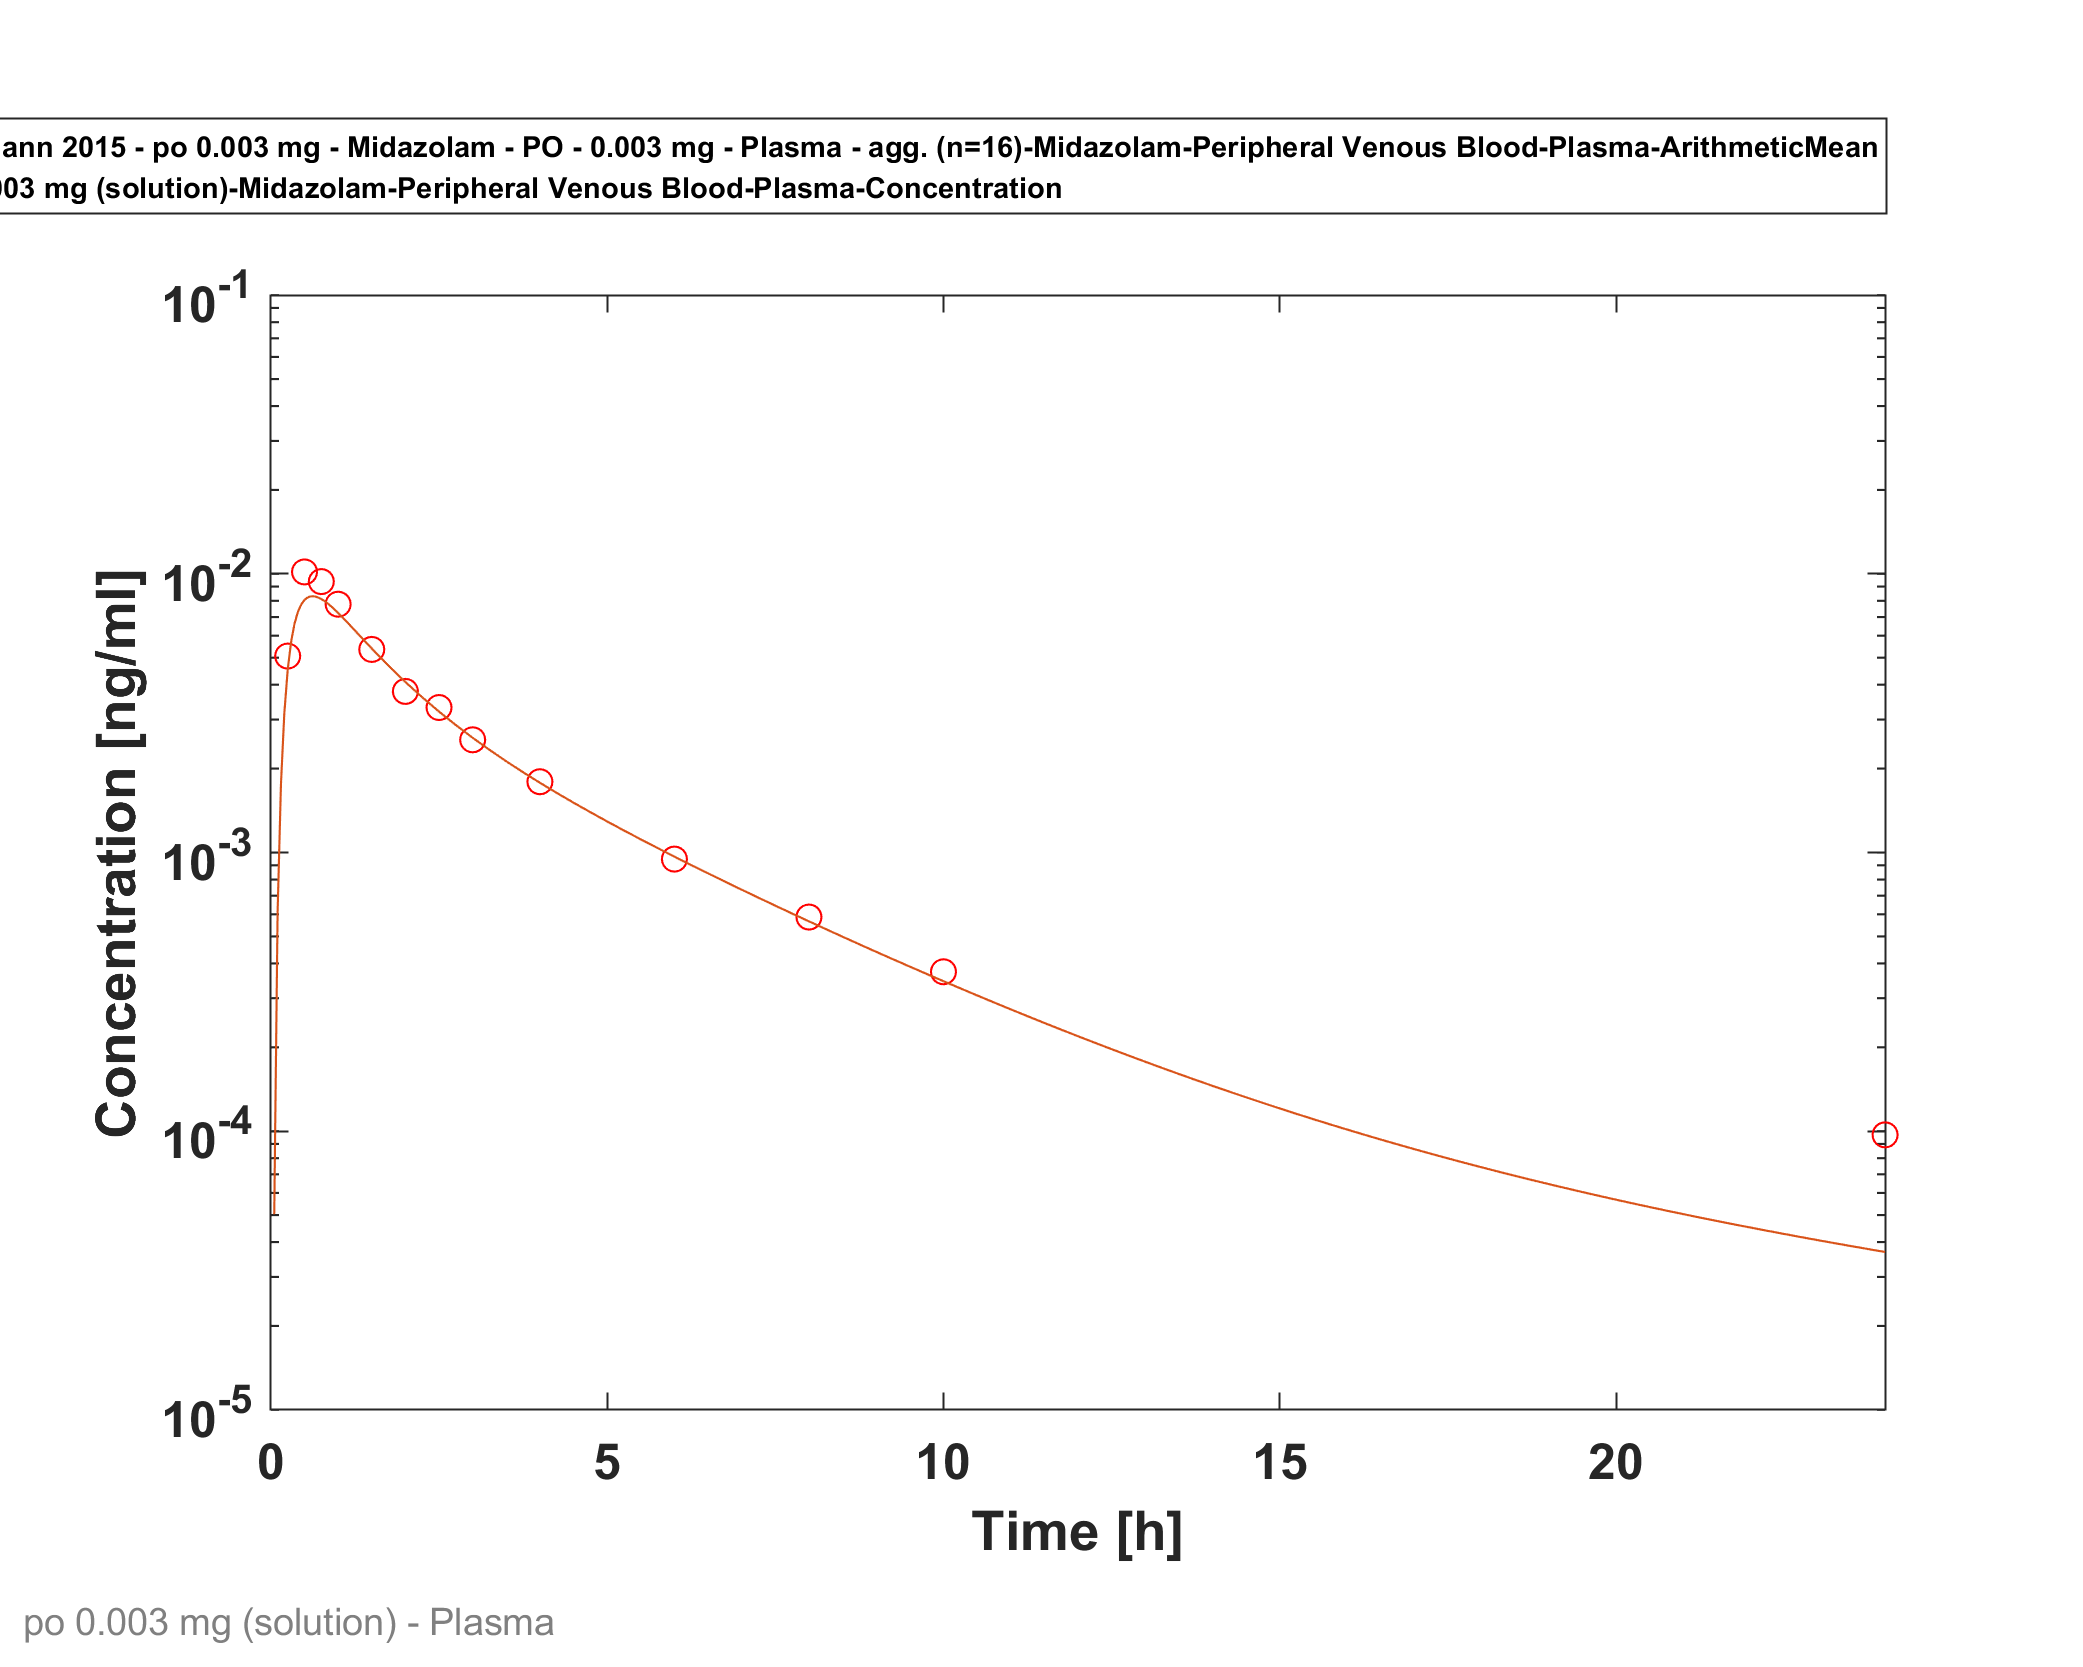 ann 2015 - po 0.003 mg - Midazolam - PO - 0.003 mg - Plasma - agg. (n=16)-Midazolam-Peripheral Venous Blood-Plasma-ArithmeticMean
03 mg (solution)-Midazolam-Peripheral Venous Blood-Plasma-Concentration
10-1
10-2
10-3
10-4
10-5
Concentration [ng/ml]
0 5 10 15 20
Time [h]
po 0.003 mg (solution) - Plasma